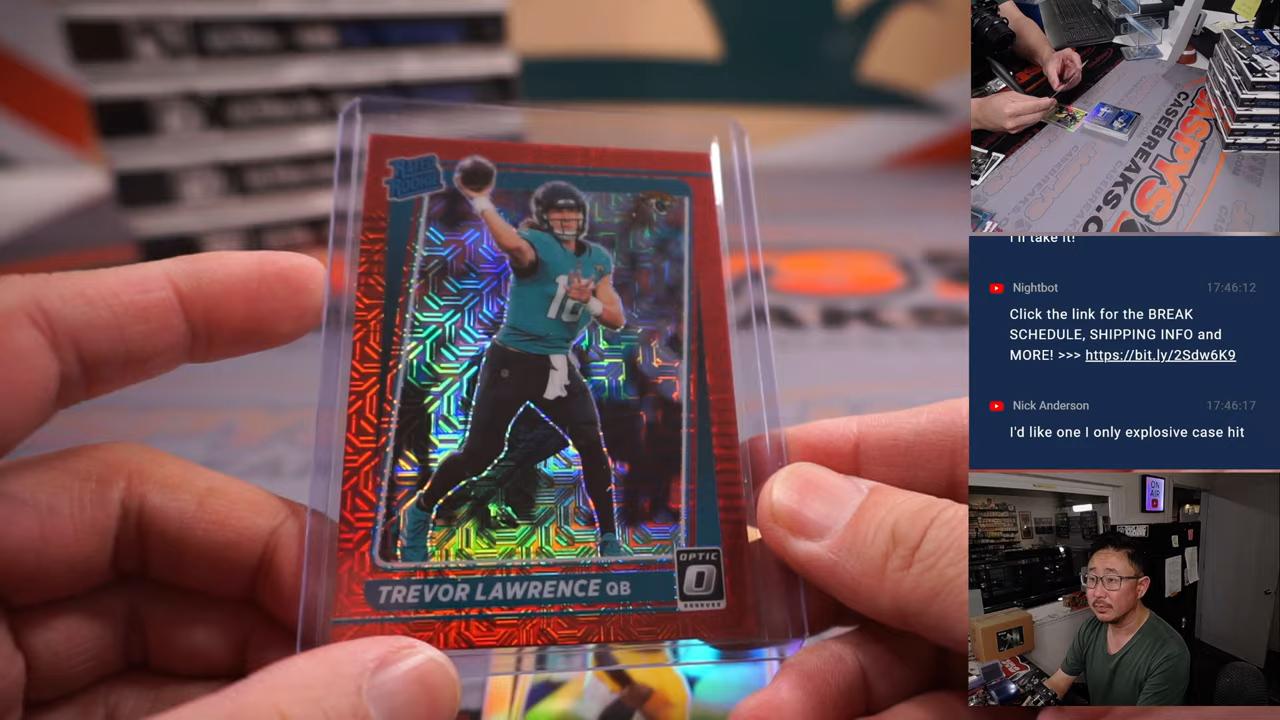 RATED
ROOKIE
16
TREVOR LAWRENCE QB
OPTIC
DONRUSS
JASPYS
CASEBREAKS.C
I'll take it!
Nightbot 17:46:12
Click the link for the BREAK
SCHEDULE, SHIPPING INFO and
MORE! >>> https://bit.ly/2Sdw6K9
Nick Anderson 17:46:17
I'd like one I only explosive case hit
ON
AIR